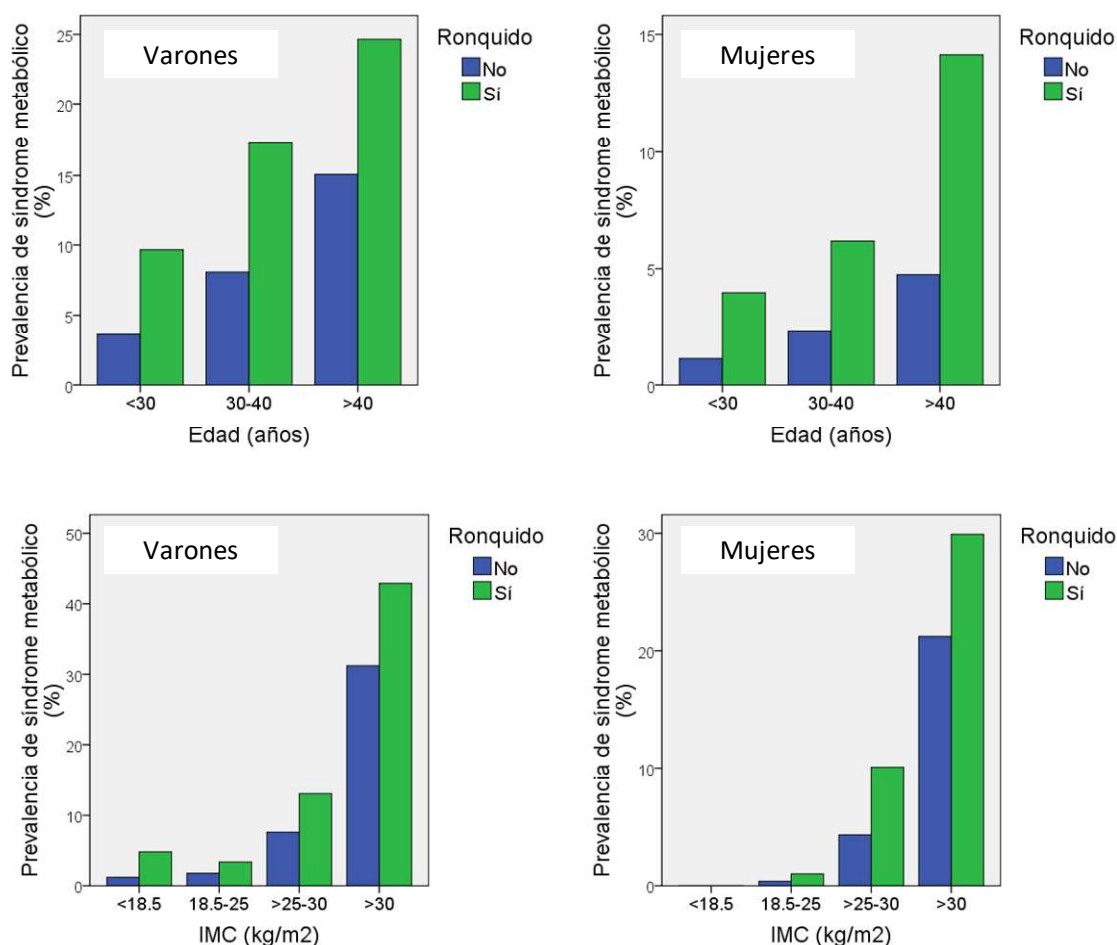 Varones
Ronquido
No
Sí
Prevalencia de síndrome metabólico
(%)
25
20
15
10
5
0
<30
30-40
>40
Edad (años)
Mujeres
Ronquido
No
Sí
Prevalencia de síndrome metabólico
(%)
15
10
5
0
<30
30-40
>40
Edad (años)
Varones
Ronquido
No
Sí
Prevalencia de síndrome metabólico
(%)
50
40
30
20
10
0
<18.5
18.5-25
>25-30
>30
IMC (kg/m2)
Mujeres
Ronquido
No
Sí
Prevalencia de síndrome metabólico
(%)
30
20
10
0
<18.5
18.5-25
>25-30
>30
IMC (kg/m2)